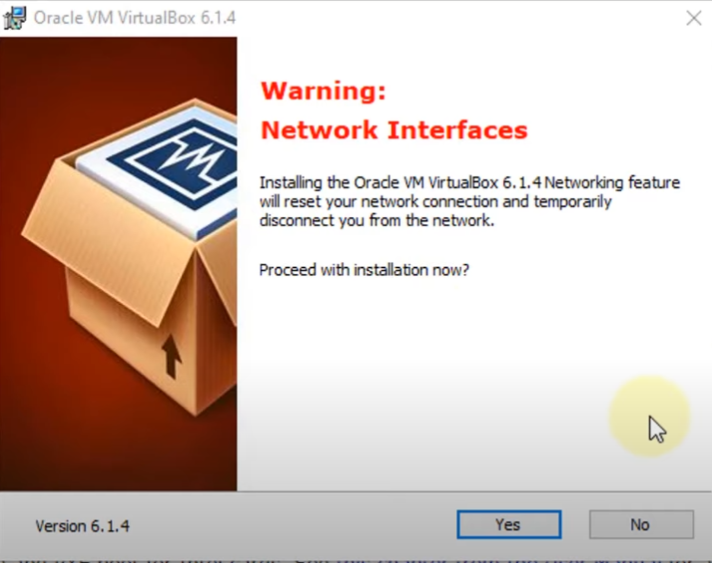 Oracle VM VirtualBox 6.1.4
Warning:
Network Interfaces
Installing the Oracle VM VirtualBox 6.1.4 Networking feature
will reset your network connection and temporarily
disconnect you from the network.
Proceed with installation now?
Version 6.1.4
Yes
No